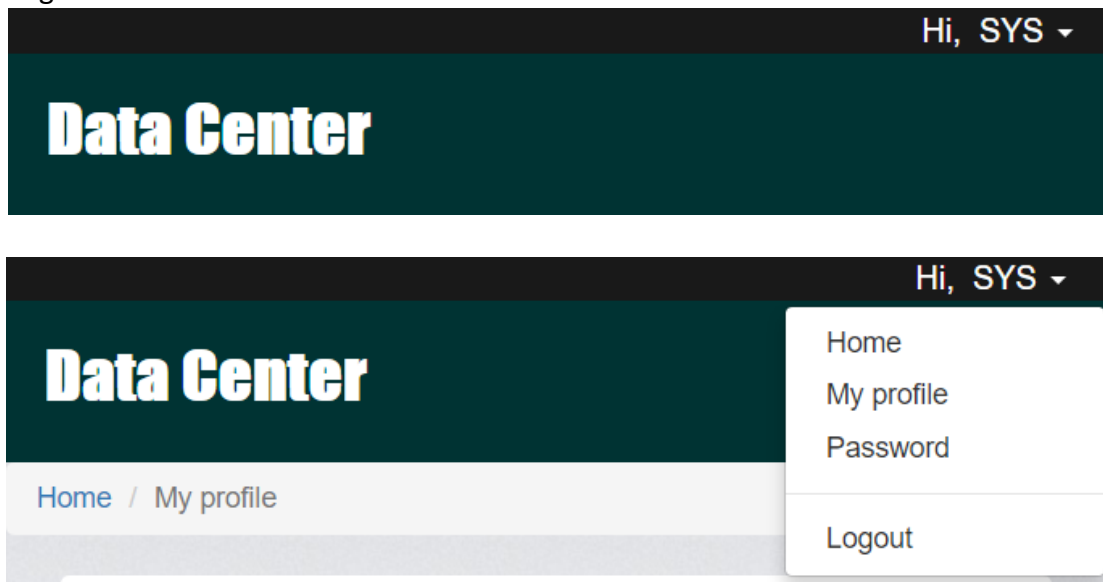 Hi, SYS
Data Center
Hi, SYS
Data Center
Home
My profile
Password
Home / My profile
Logout